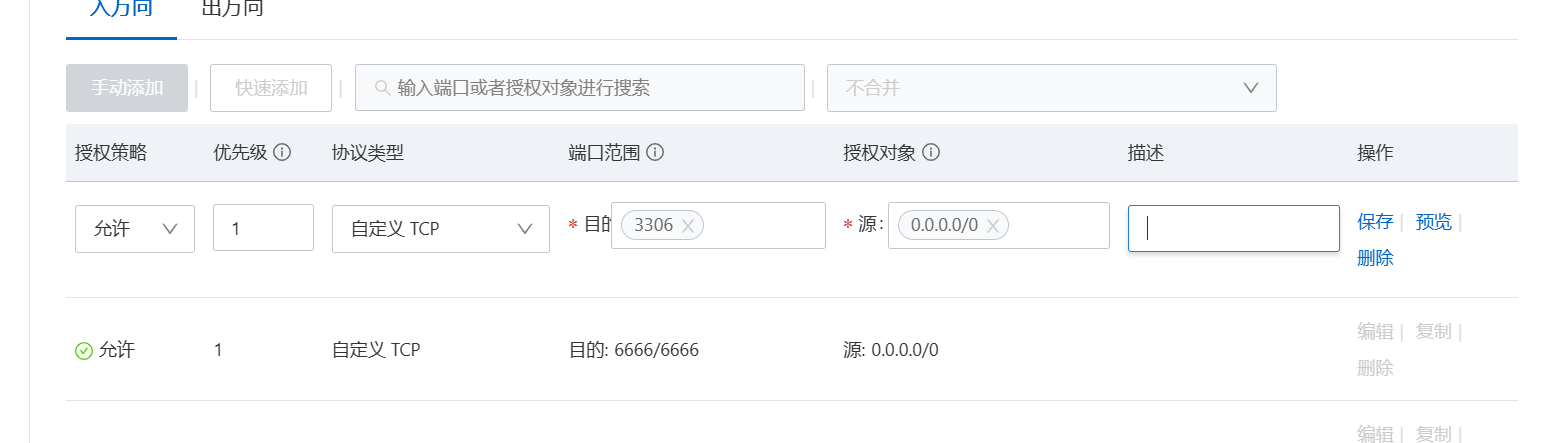 入方向 出方向
手动添加 | 快速添加 | 输入端口或者授权对象进行搜索 | 不合并
授权策略 优先级 协议类型 端口范围 授权对象 描述 操作
允许 1 自定义 TCP * 目的 3306 * 源: 0.0.0.0/0 保存 | 预览 |
删除
允许 1 自定义 TCP 目的: 6666/6666 源: 0.0.0.0/0 编辑 | 复制 |
删除
编辑 | 复制 |